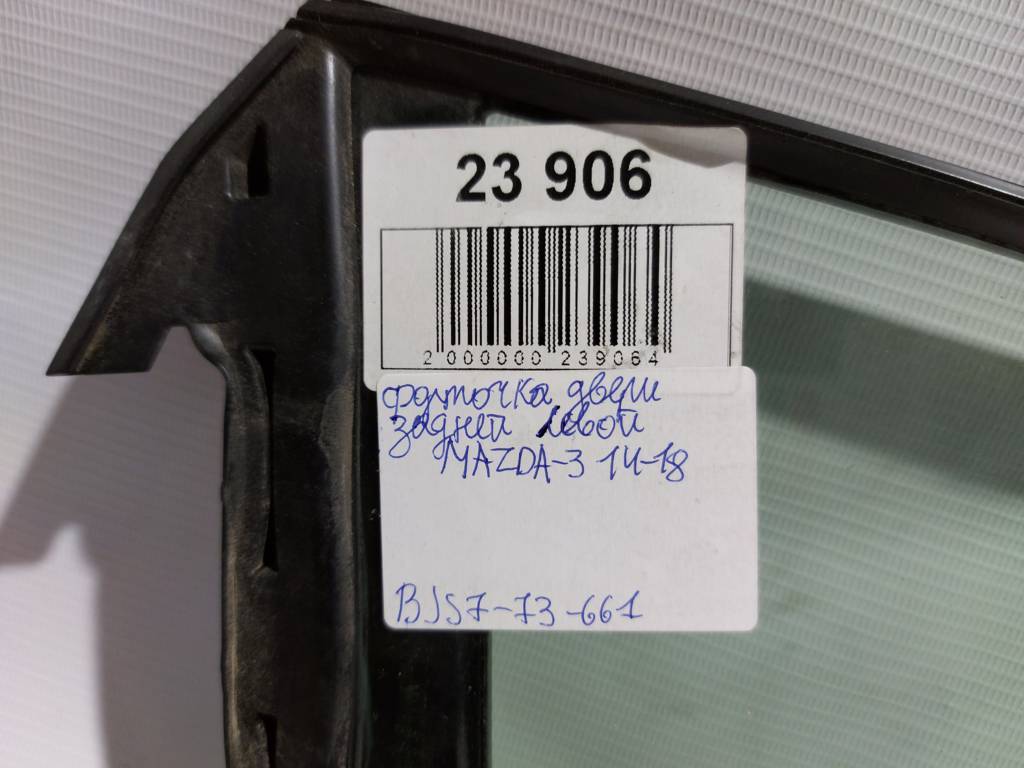 23 906
2 000000 239064
форточка двери
задней левой
MAZDA-3 14-18
BJS7-73-661